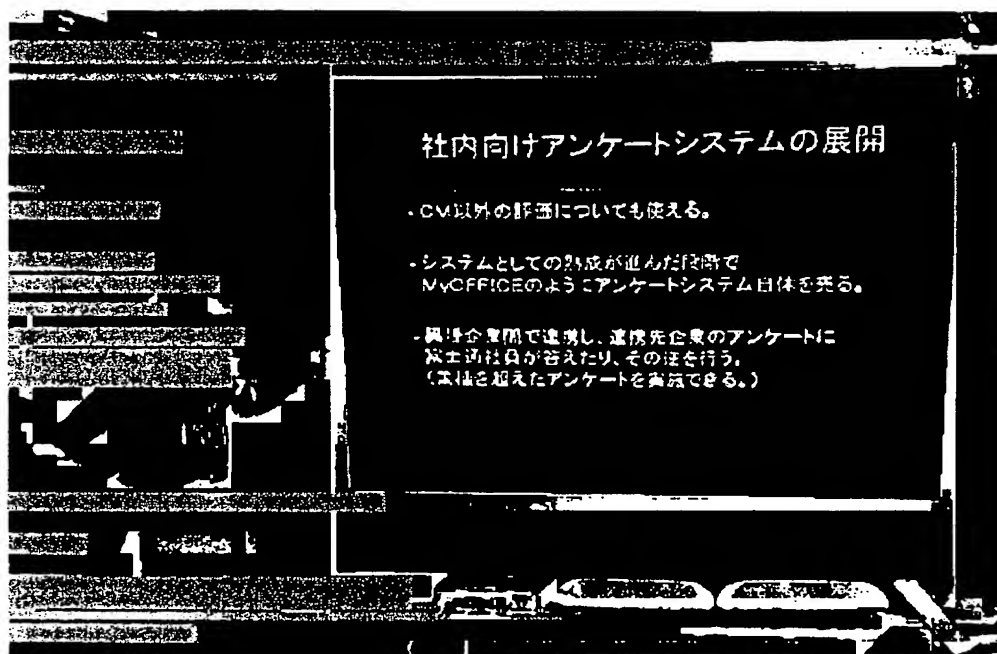 社内向けアンケートシステムの展開
・CM以外の評価についても使える。
・システムとしての熟成が進んだ段階で
MyOFFICEのようにアンケートシステム自体を売る。
・異業種企業間で連携し、連携先企業のアンケートに
富士通社員が答えたり、その逆を行う。
(業種を超えたアンケートを実施できる。)